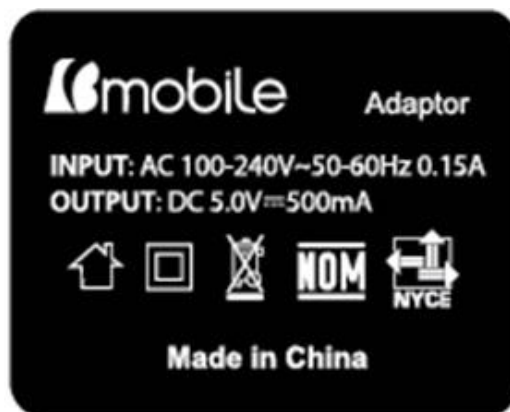 Bmobile Adaptor
INPUT: AC 100-240V~50-60Hz 0.15A
OUTPUT: DC 5.0V⎓500mA
NOM
NYCE
Made in China